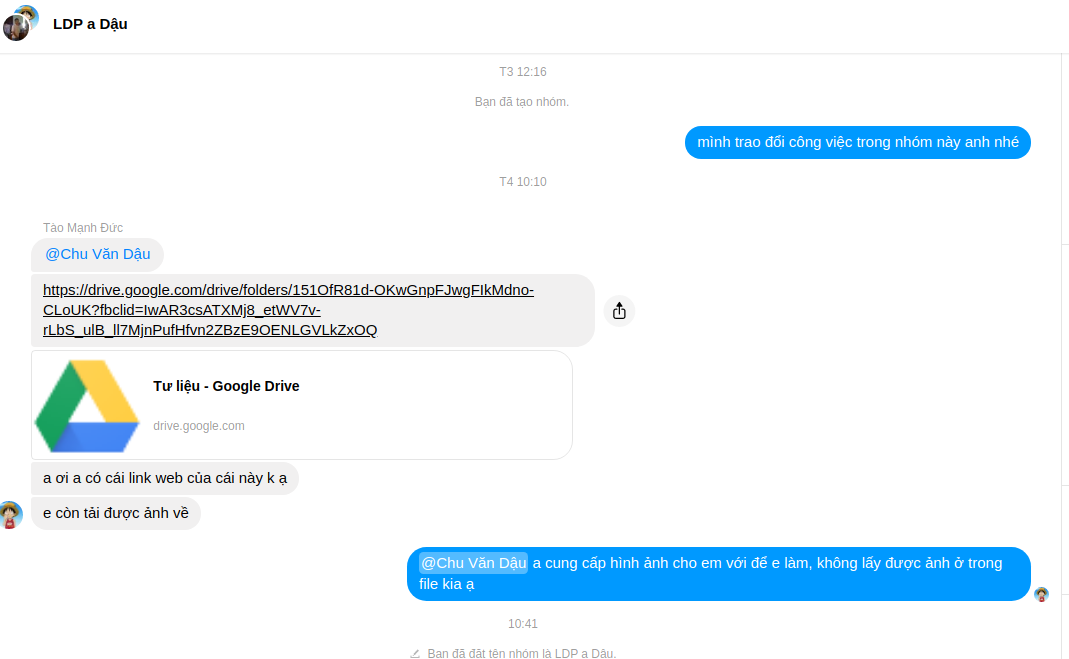 LDP a Dậu
T3 12:16
Bạn đã tạo nhóm.
mình trao đổi công việc trong nhóm này anh nhé
T4 10:10
Tào Mạnh Đức
@Chu Văn Dậu
https://drive.google.com/drive/folders/151OfR81d-OKwGnpFJwgFIkMdno-
CLoUK?fbclid=IwAR3csATXMj8_etWV7v-
rLbS_ulB_ll7MjnPufHfvn2ZBzE9OENLGVLkZxOQ
Tư liệu - Google Drive
drive.google.com
a ơi a có cái link web của cái này k ạ
e còn tải được ảnh về
@Chu Văn Dậu a cung cấp hình ảnh cho em với để e làm, không lấy được ảnh ở trong
file kia ạ
10:41
Bạn đã đặt tên nhóm là LDP a Dậu.